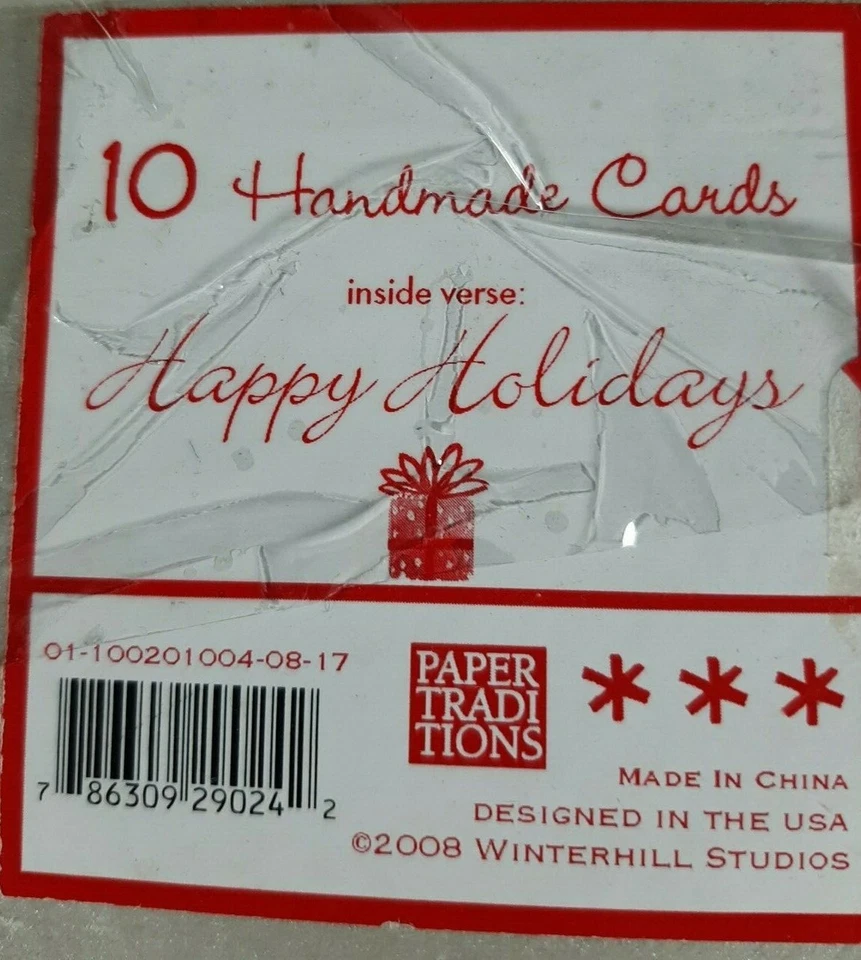 10 Handmade Cards
inside verse:
Happy Holidays
01-100201004-08-17
7 86309 29024 2
PAPER
TRADI
TIONS
***
MADE IN CHINA
DESIGNED IN THE USA
©2008 WINTERHILL STUDIOS